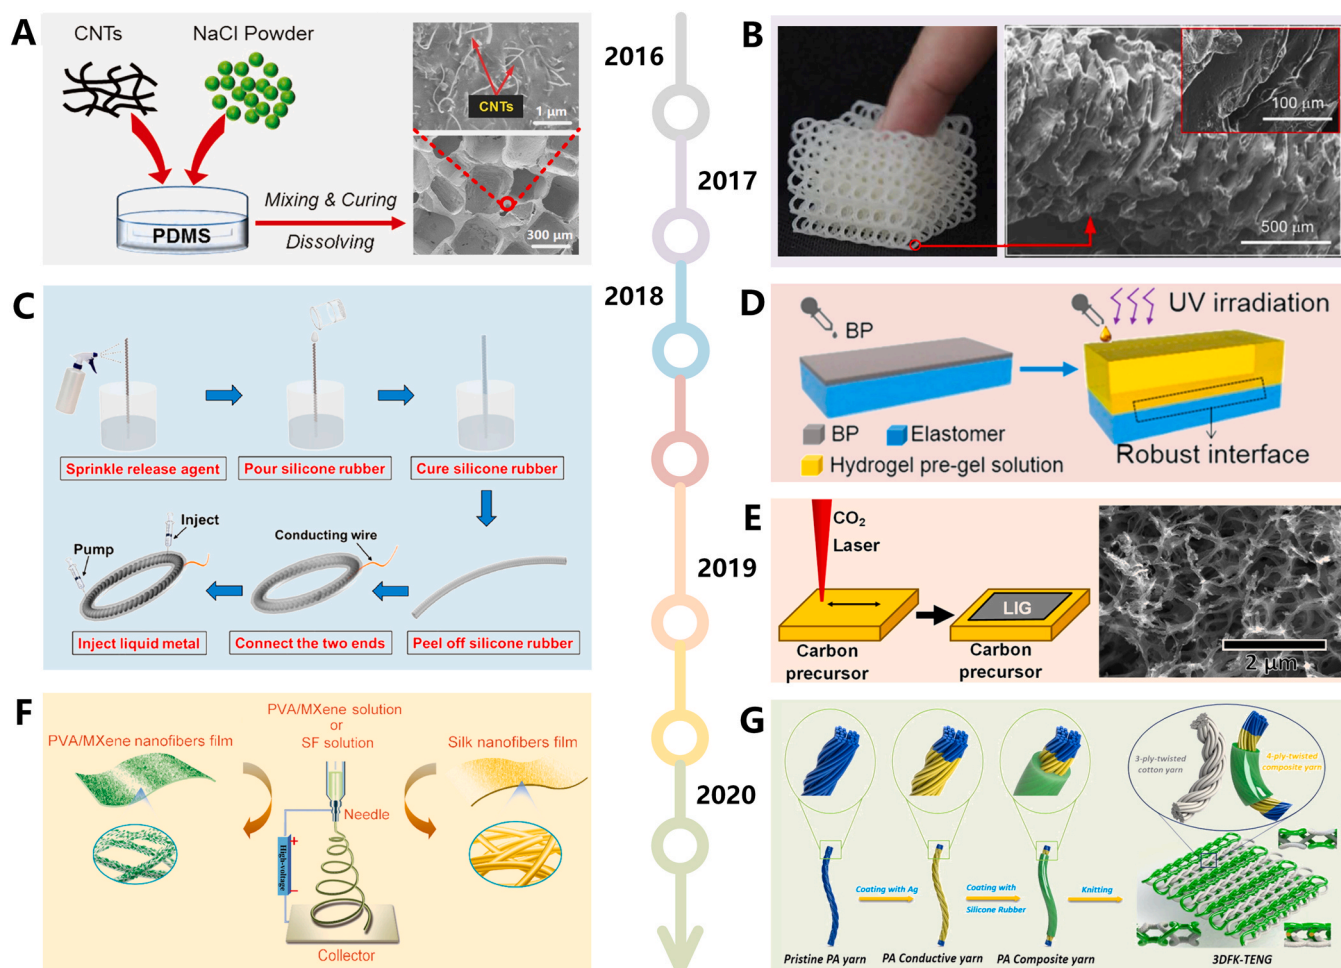 A
CNTs
NaCl Powder
PDMS
Mixing & Curing
Dissolving
CNTs
1 μm
300 μm
2016
2017
2018
2019
2020
B
100 μm
500 μm
C
Sprinkle release agent
Pour silicone rubber
Cure silicone rubber
Inject
Pump
Conducting wire
Inject liquid metal
Connect the two ends
Peel off silicone rubber
D
BP
UV irradiation
BP
Elastomer
Hydrogel pre-gel solution
Robust interface
E
CO2
Laser
LIG
Carbon
precursor
Carbon
precursor
2 μm
F
PVA/MXene solution
or
SF solution
PVA/MXene nanofibers film
Silk nanofibers film
Needle
High-voltage
+
−
Collector
G
3-ply-twisted
cotton yarn
4-ply-twisted
composite yarn
Coating with Ag
Coating with
Silicone Rubber
Knitting
Pristine PA yarn
PA Conductive yarn
PA Composite yarn
3DFK-TENG